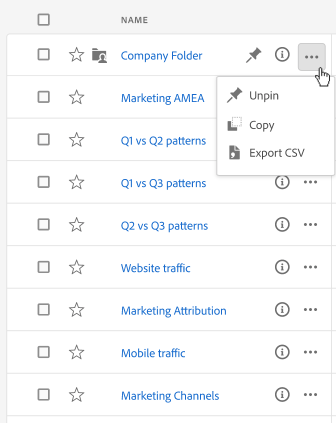 NAME
Company Folder
Marketing AMEA
Unpin
Copy
Q1 vs Q2 patterns
Export CSV
Q1 vs Q3 patterns
Q2 vs Q3 patterns
Website traffic
Marketing Attribution
Mobile traffic
Marketing Channels